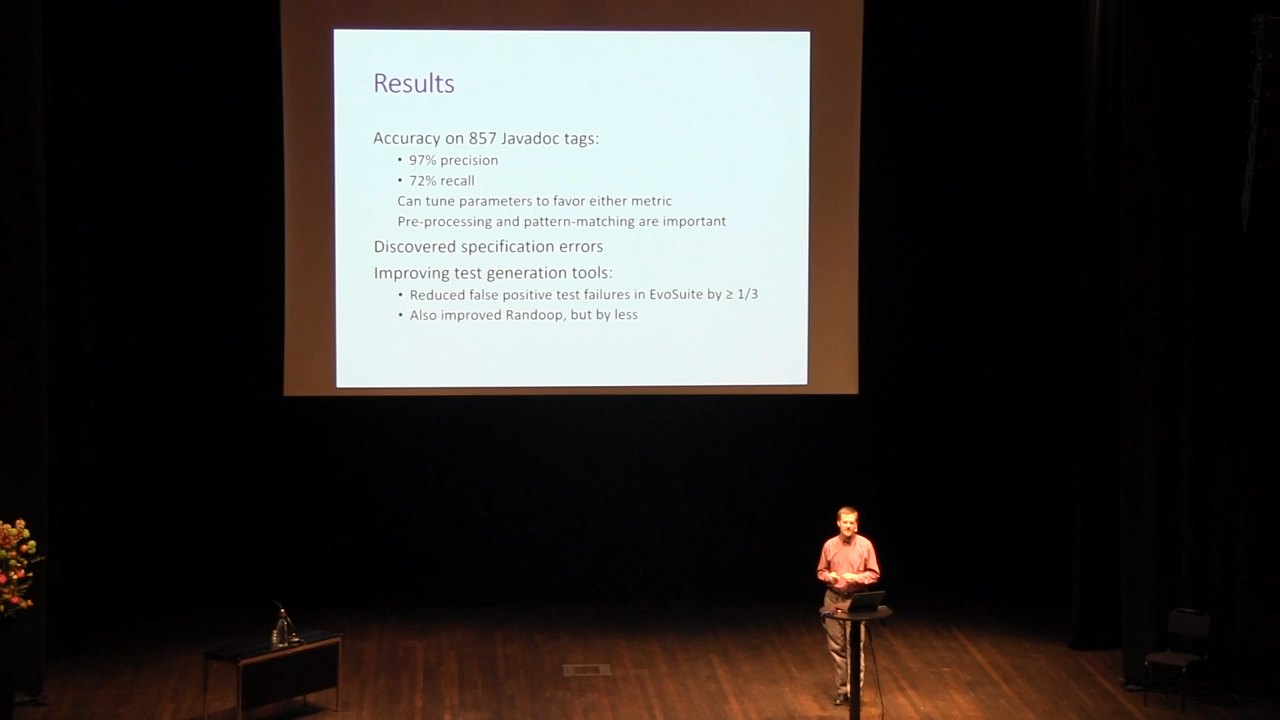 Results
Accuracy on 857 Javadoc tags:
• 97% precision
• 72% recall
Can tune parameters to favor either metric
Pre-processing and pattern-matching are important
Discovered specification errors
Improving test generation tools:
• Reduced false positive test failures in EvoSuite by ≥ 1/3
• Also improved Randoop, but by less